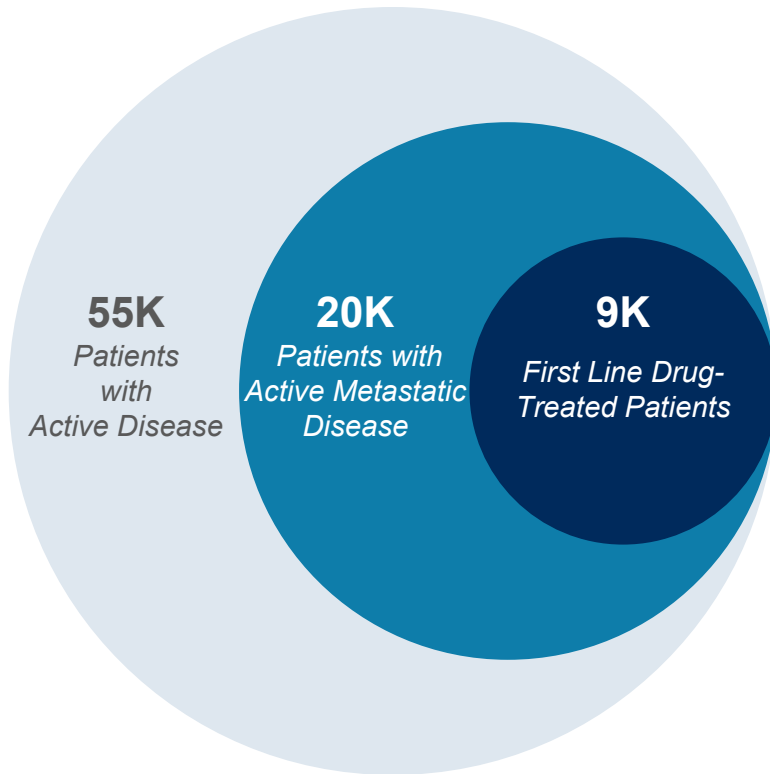 55K
Patients
with
Active Disease
20K
Patients with
Active Metastatic
Disease
9K
First Line Drug-
Treated Patients